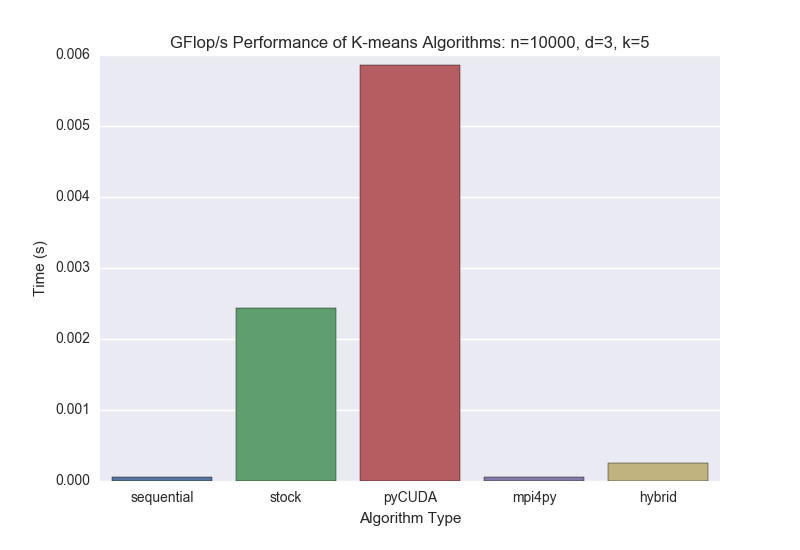 GFlop/s Performance of K-means Algorithms: n=10000, d=3, k=5
0.006
0.005
0.004
0.003
0.002
0.001
0.000
Time (s)
sequential stock pyCUDA mpi4py hybrid
Algorithm Type